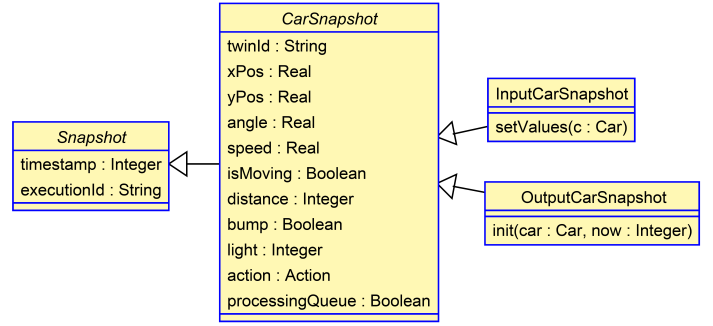 Snapshot
timestamp : Integer
executionId : String
CarSnapshot
twinId : String
xPos : Real
yPos : Real
angle : Real
speed : Real
isMoving : Boolean
distance : Integer
bump : Boolean
light : Integer
action : Action
processingQueue : Boolean
InputCarSnapshot
setValues(c : Car)
OutputCarSnapshot
init(car : Car, now : Integer)